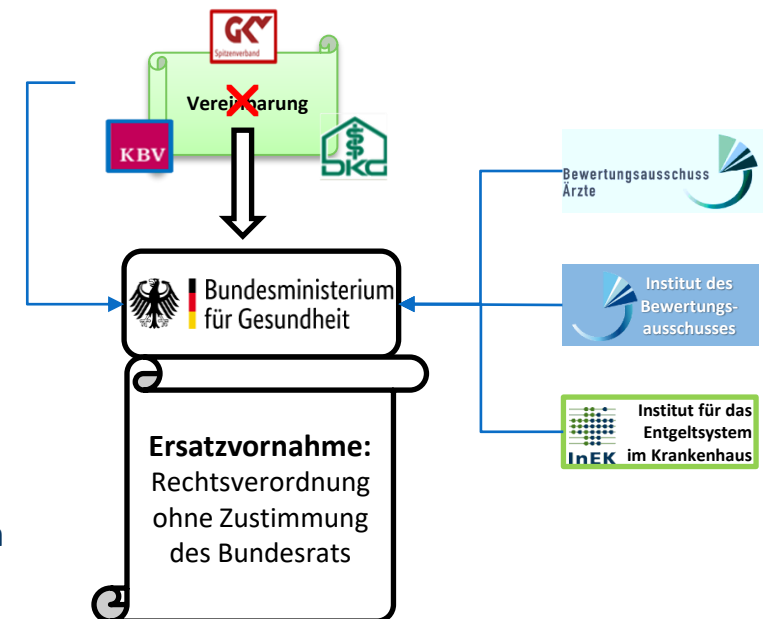 GKV
Spitzenverband
Vereinbarung
KBV
DKG
Bewertungsausschuss
Ärzte
Bundesministerium
für Gesundheit
Institut des
Bewertungs-
ausschusses
Institut für das
Entgeltsystem
im Krankenhaus
InEK
Ersatzvornahme:
Rechtsverordnung
ohne Zustimmung
des Bundesrats